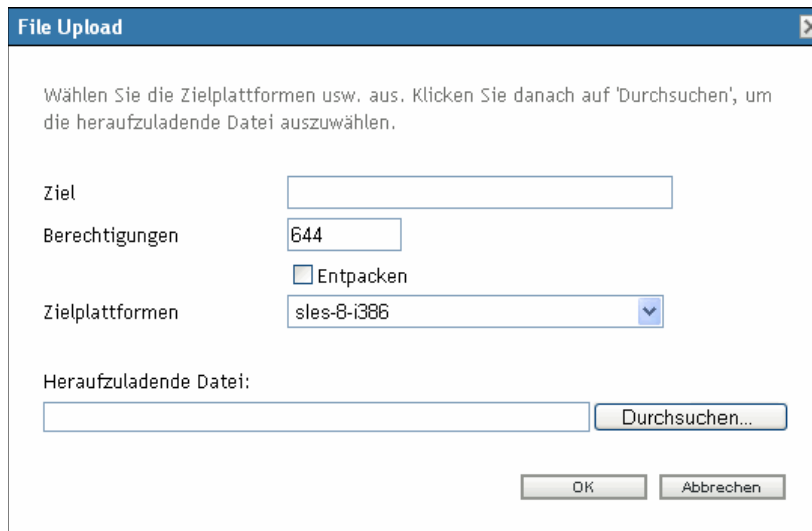 File Upload
Wählen Sie die Zielplattformen usw. aus. Klicken Sie danach auf 'Durchsuchen', um
die heraufzuladende Datei auszuwählen.
Ziel
Berechtigungen 644
Entpacken
Zielplattformen sles-8-i386
Heraufzuladende Datei:
Durchsuchen...
OK Abbrechen